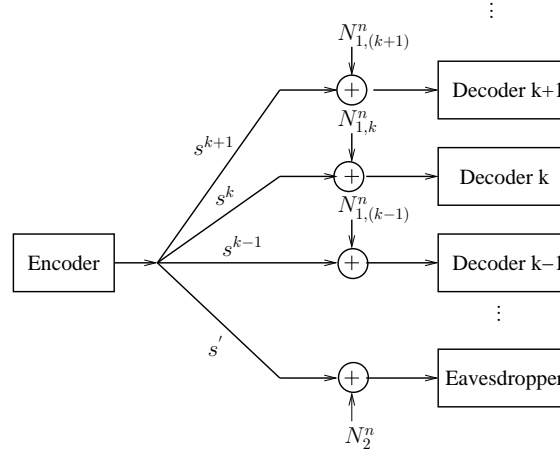 ⋮
N^n_{1,(k+1)}
Decoder k+1
s^{k+1}
N^n_{1,k}
Decoder k
s^k
N^n_{1,(k-1)}
Encoder
s^{k-1}
Decoder k-1
⋮
s^'
Eavesdropper
N^n_2